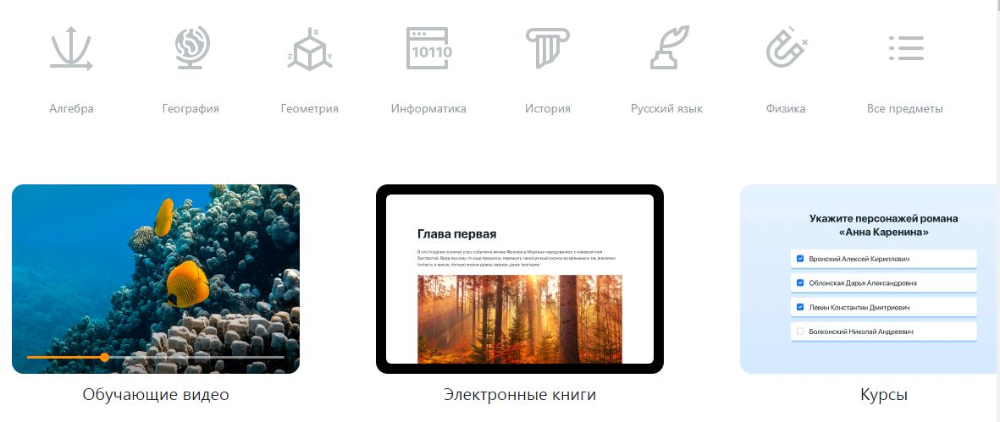 X
Z
Y
10110
Алгебра
География
Геометрия
Информатика
История
Русский язык
Физика
Все предметы
Глава первая
В это позднее осеннее утро события в жизни Фрэнсиса Моргана чередовались с невероятной
быстротой. Вряд ли кому-то еще пришлось пережить такой резкий скачок во времени и так внезапно
попасть в яркую, полную жизни драму, вернее, даже трагедию.
Укажите персонажей романа
«Анна Каренина»
Вронский Алексей Кириллович
Облонская Дарья Александровна
Левин Константин Дмитриевич
Болконский Николай Андреевич
Обучающие видео
Электронные книги
Курсы